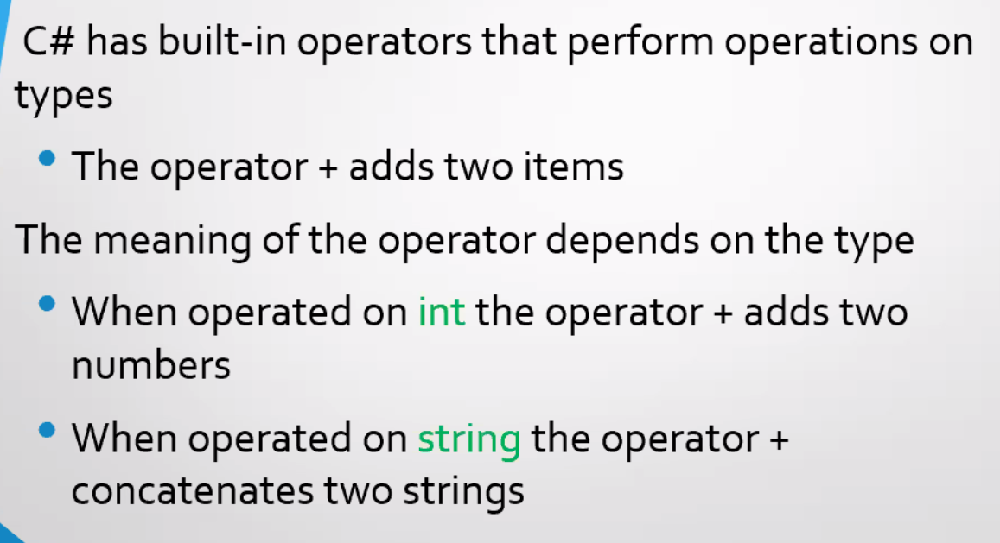 C# has built-in operators that perform operations on
types
• The operator + adds two items
The meaning of the operator depends on the type
• When operated on int the operator + adds two
numbers
• When operated on string the operator +
concatenates two strings